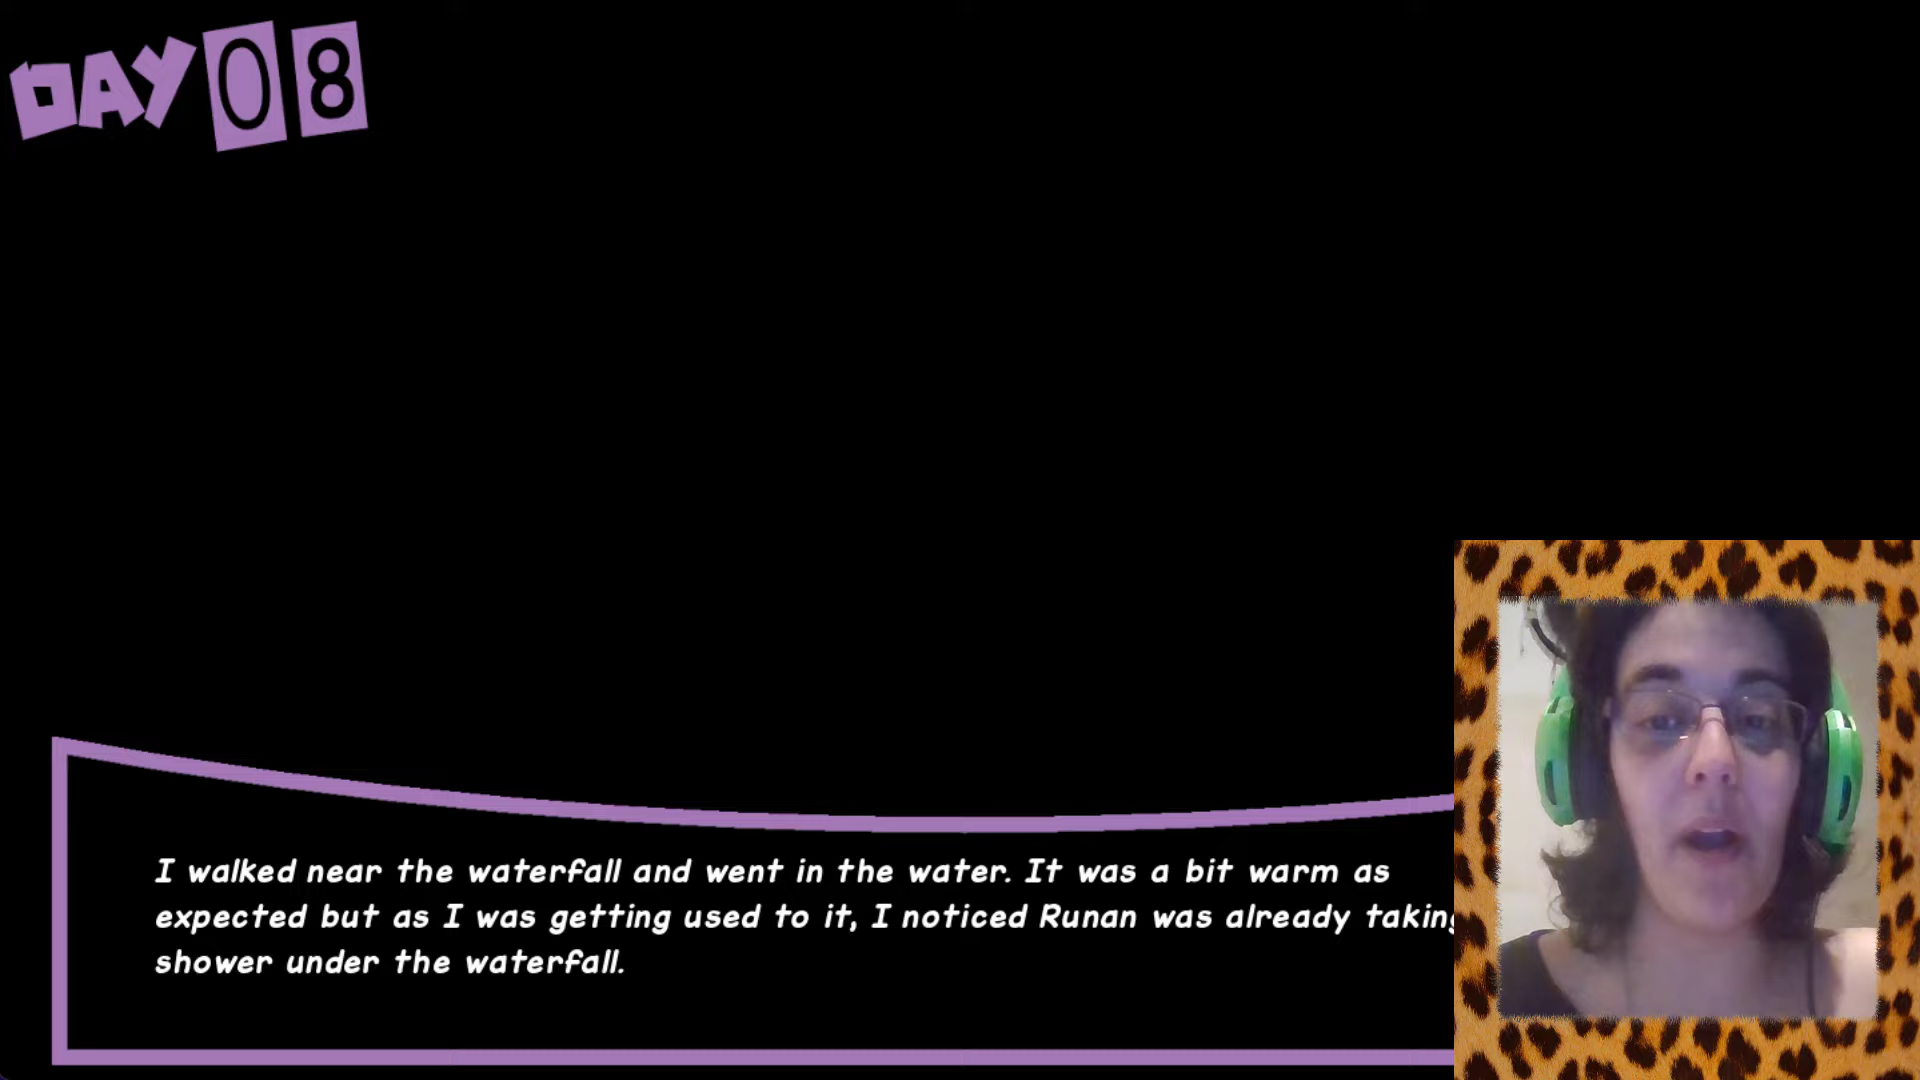 DAY 08
I walked near the waterfall and went in the water. It was a bit warm as
expected but as I was getting used to it, I noticed Runan was already
shower under the waterfall.